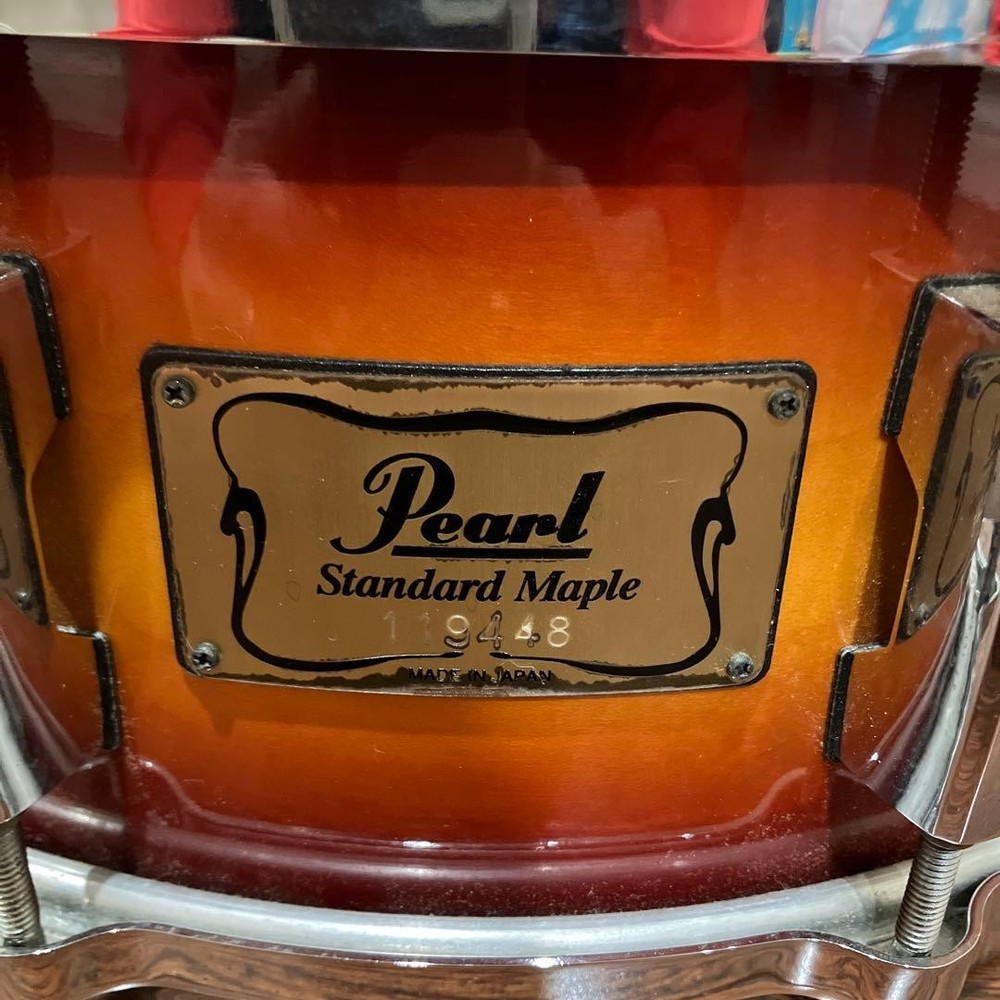 Pearl
Standard Maple
119448
MADE IN JAPAN